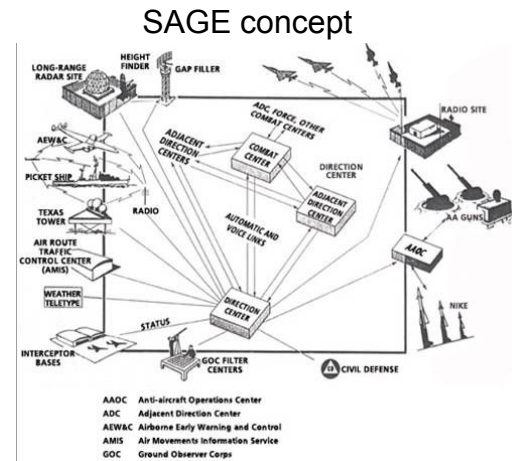 SAGE concept
LONG-RANGE
RADAR SITE
HEIGHT
FINDER
GAP FILLER
RADIO SITE
ADC, FORCE, OTHER
COMBAT CENTERS
ADJACENT
DIRECTION
CENTERS
COMBAT
CENTER
DIRECTION
CENTER
AEW&C
PICKET SHIP
RADIO
ADJACENT
DIRECTION
CENTER
AA GUNS
TEXAS
TOWER
AUTOMATIC AND
VOICE LINKS
AAOC
AIR ROUTE
TRAFFIC
CONTROL CENTER
(AMIS)
WEATHER
TELETYPE
DIRECTION
CENTER
NIKE
STATUS
INTERCEPTOR
BASES
GOC FILTER
CENTERS
CIVIL DEFENSE
AAOC Anti-aircraft Operations Center
ADC Adjacent Direction Center
AEW&C Airborne Early Warning and Control
AMIS Air Movements Information Service
GOC Ground Observer Corps